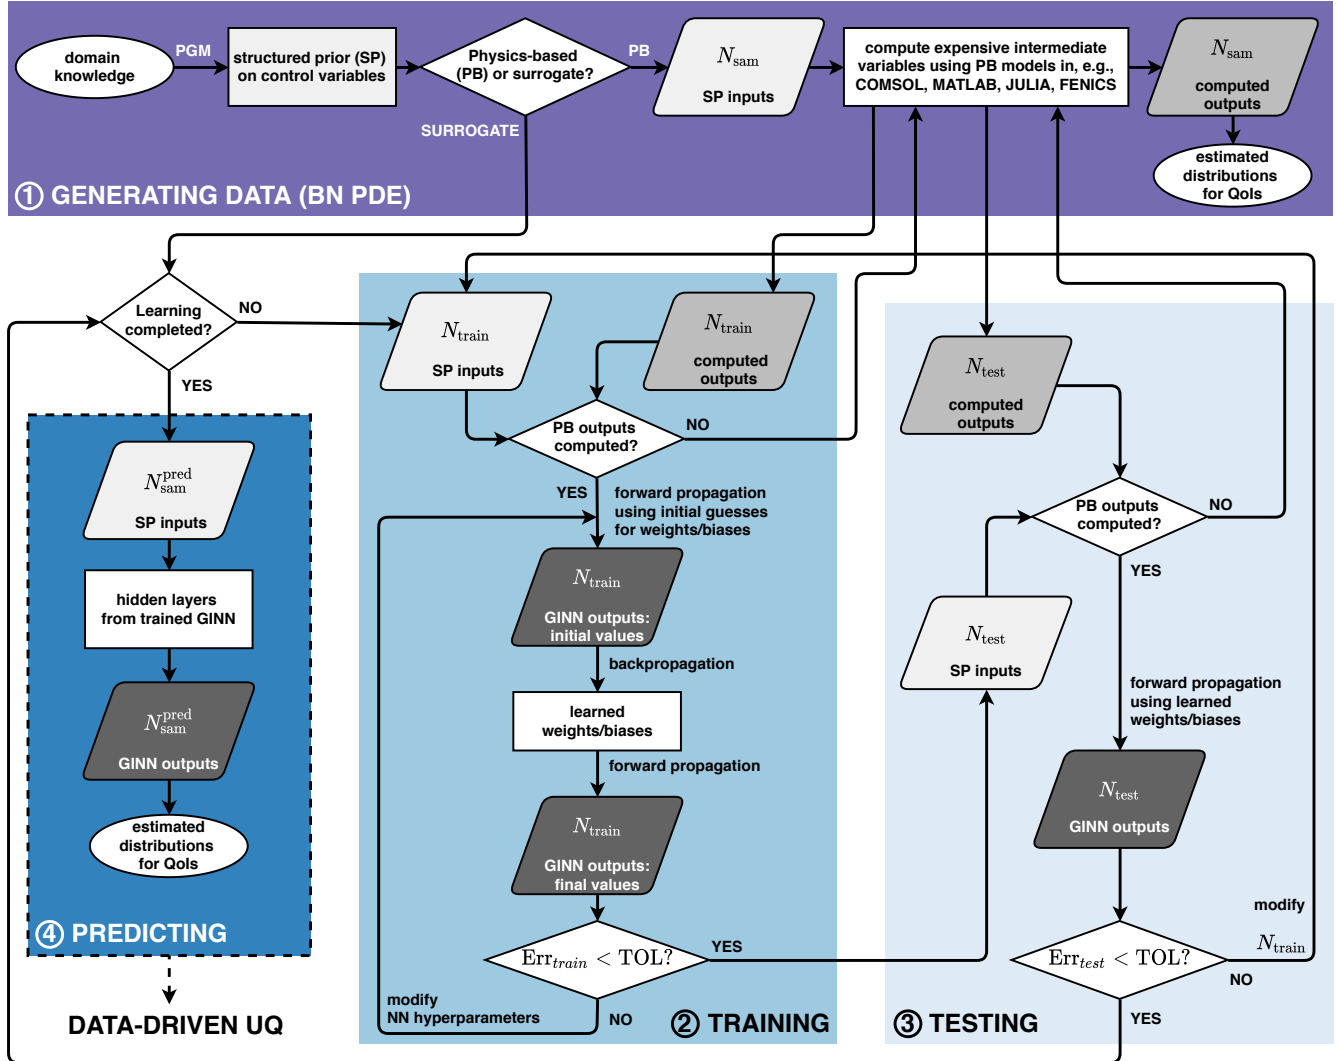 domain
knowledge
PGM
structured prior (SP)
on control variables
Physics-based
(PB) or surrogate?
PB
SURROGATE
N_sam
SP inputs
compute expensive intermediate
variables using PB models in, e.g.,
COMSOL, MATLAB, JULIA, FENICS
N_sam
computed
outputs
estimated
distributions
for QoIs
① GENERATING DATA (BN PDE)
Learning
completed?
NO
YES
N_sam^pred
SP inputs
hidden layers
from trained GINN
N_sam^pred
GINN outputs
estimated
distributions
for QoIs
④ PREDICTING
DATA-DRIVEN UQ
N_train
SP inputs
N_train
computed
outputs
PB outputs
computed?
NO
YES
forward propagation
using initial guesses
for weights/biases
N_train
GINN outputs:
initial values
backpropagation
learned
weights/biases
forward propagation
N_train
GINN outputs:
final values
Err_train < TOL?
YES
NO
modify
NN hyperparameters
② TRAINING
N_test
computed
outputs
PB outputs
computed?
NO
YES
N_test
SP inputs
forward propagation
using learned
weights/biases
N_test
GINN outputs
modify
N_train
Err_test < TOL?
NO
YES
③ TESTING